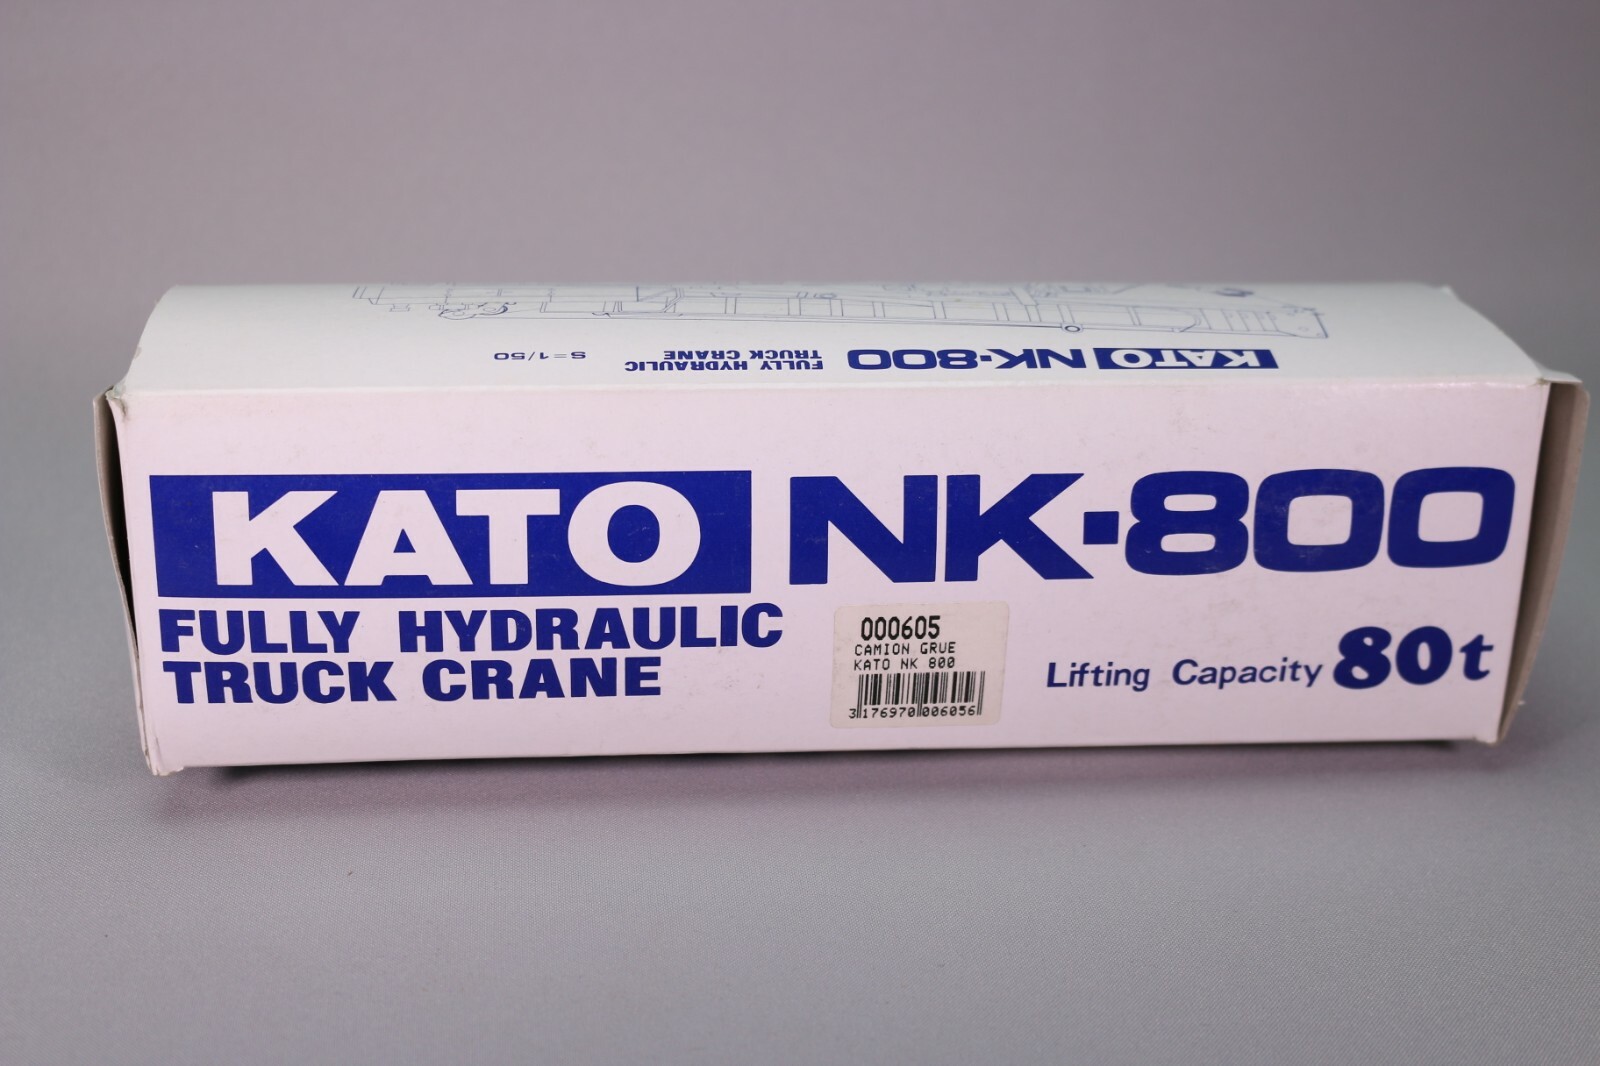 KATO NK-800
FULLY HYDRAULIC
TRUCK CRANE
S=1/50
KATO NK-800
FULLY HYDRAULIC
TRUCK CRANE
000605
CAMION GRUE
KATO NK 800
3 176970 006056
Lifting Capacity 80t